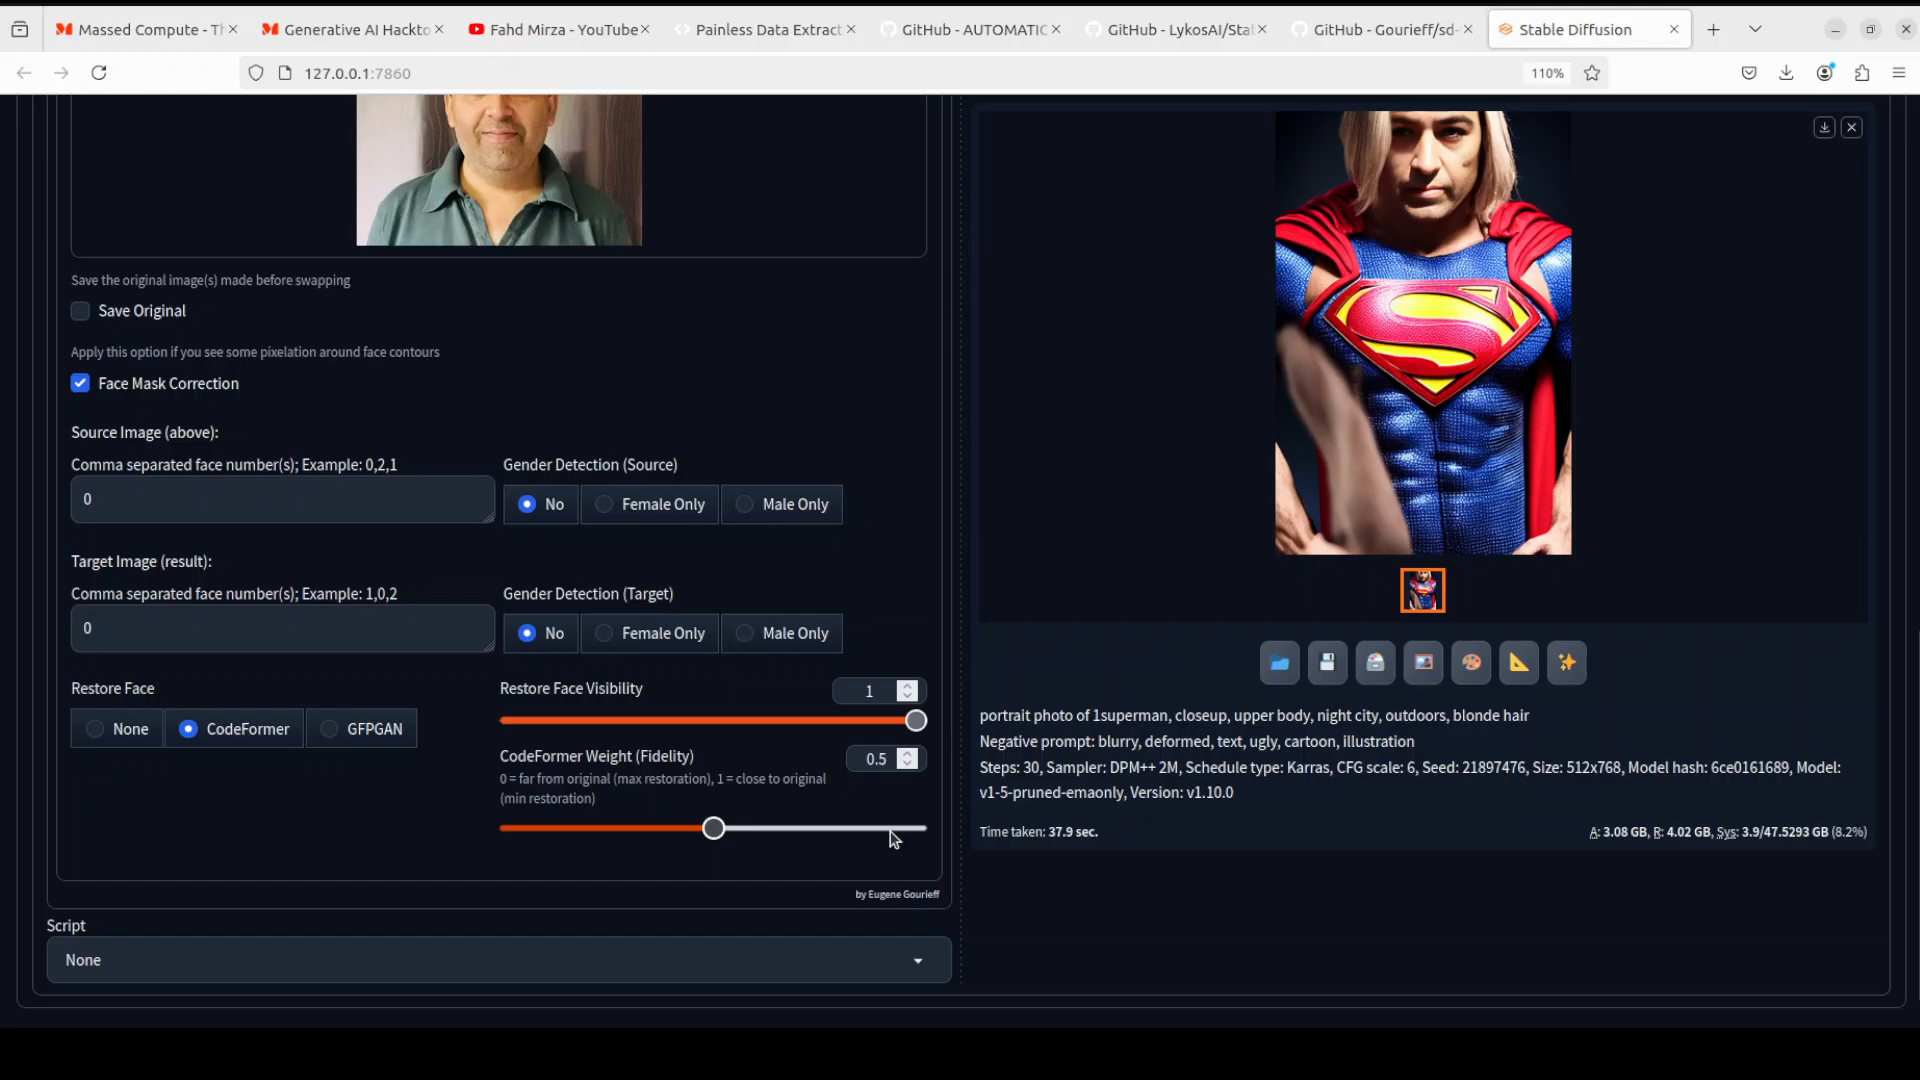 Massed Compute - Th
Generative AI Hackto
Fahd Mirza - YouTube
Painless Data Extract
GitHub - AUTOMATIC
GitHub - LykosAI/Stal
GitHub - Gourieff/sd-
Stable Diffusion
127.0.0.1:7860
110%
Save the original image(s) made before swapping
Save Original
Apply this option if you see some pixelation around face contours
Face Mask Correction
Source Image (above):
Comma separated face number(s); Example: 0,2,1
Gender Detection (Source)
0
No
Female Only
Male Only
Target Image (result):
Comma separated face number(s); Example: 1,0,2
Gender Detection (Target)
0
No
Female Only
Male Only
Restore Face
None
CodeFormer
GFPGAN
Restore Face Visibility
1
CodeFormer Weight (Fidelity)
0.5
0 = far from original (max restoration), 1 = close to original
(min restoration)
by Eugene Gourieff
Script
None
S
portrait photo of 1superman, closeup, upper body, night city, outdoors, blonde hair
Negative prompt: blurry, deformed, text, ugly, cartoon, illustration
Steps: 30, Sampler: DPM++ 2M, Schedule type: Karras, CFG scale: 6, Seed: 21897476, Size: 512x768, Model hash: 6ce0161689, Model:
v1-5-pruned-emaonly, Version: v1.10.0
Time taken: 37.9 sec.
A: 3.08 GB, R: 4.02 GB, Sys: 3.9/47.5293 GB (8.2%)